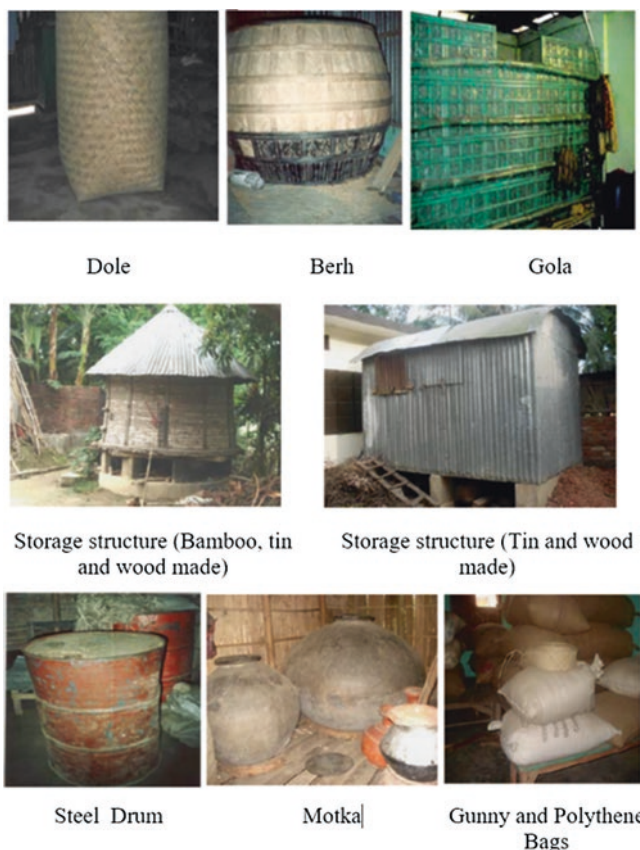 Dole
Berh
Gola
Storage structure (Bamboo, tin
and wood made)
Storage structure (Tin and wood
made)
Steel Drum
Motka
Gunny and Polythene
Bags